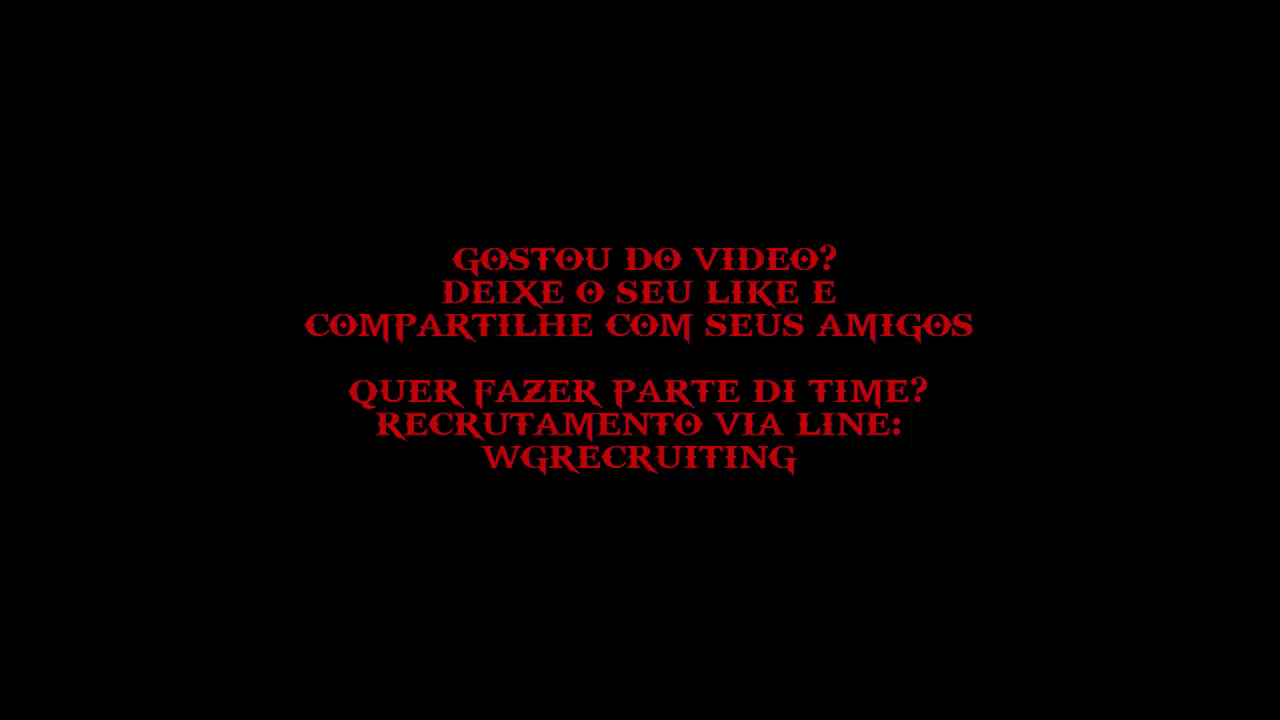 GOSTOU DO VIDEO?
DEIXE O SEU LIKE E
COMPARTILHE COM SEUS AMIGOS
QUER FAZER PARTE DI TIME?
RECRUTAMENTO VIA LINE:
WGRECRUITING